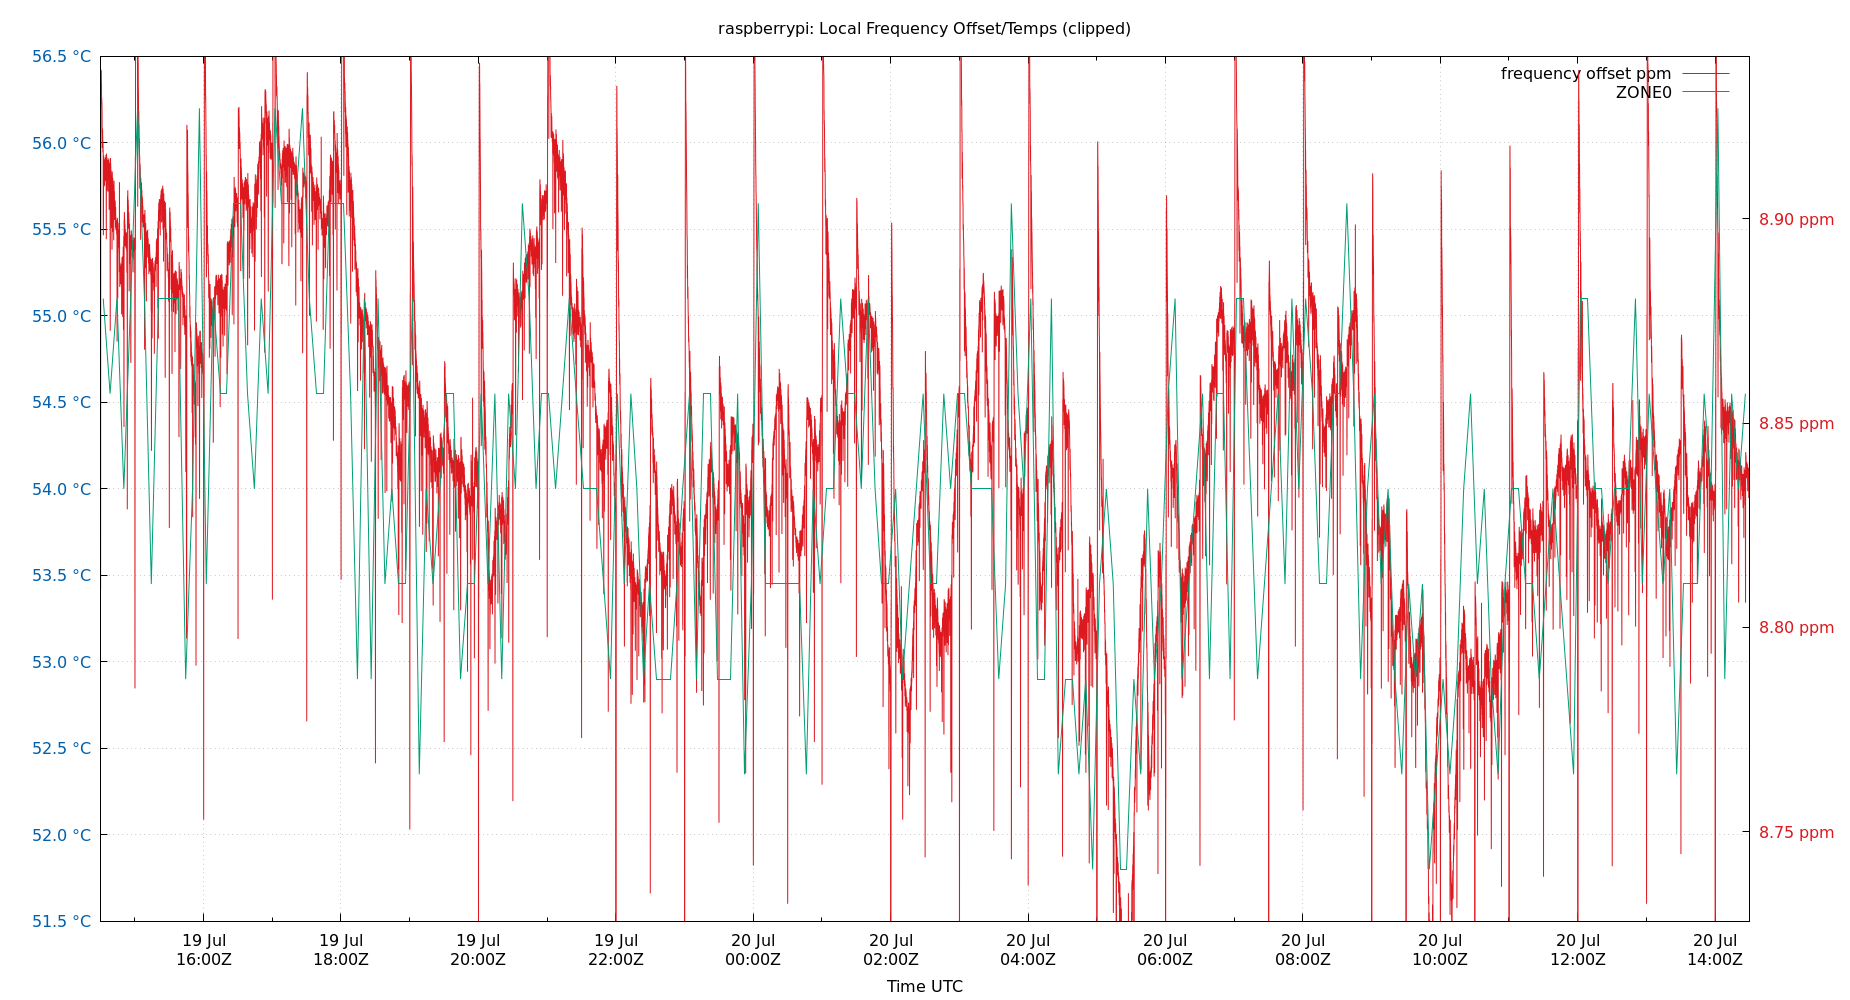 raspberrypi: Local Frequency Offset/Temps (clipped)
frequency offset ppm
ZONE0
56.5 °C
56.0 °C
55.5 °C
55.0 °C
54.5 °C
54.0 °C
53.5 °C
53.0 °C
52.5 °C
52.0 °C
51.5 °C
8.90 ppm
8.85 ppm
8.80 ppm
8.75 ppm
19 Jul 19 Jul 19 Jul 19 Jul 20 Jul 20 Jul 20 Jul 20 Jul 20 Jul 20 Jul 20 Jul 20 Jul
16:00Z 18:00Z 20:00Z 22:00Z 00:00Z 02:00Z 04:00Z 06:00Z 08:00Z 10:00Z 12:00Z 14:00Z
Time UTC